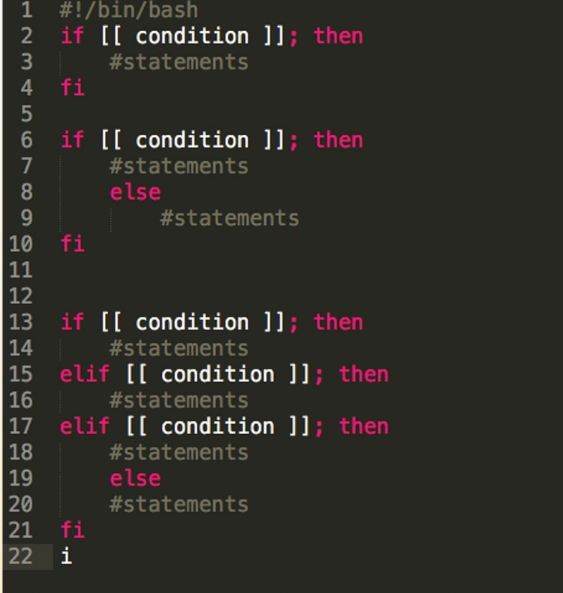 1 #!/bin/bash
2 if [[ condition ]]; then
3 #statements
4 fi
5
6 if [[ condition ]]; then
7 #statements
8 else
9 #statements
10 fi
11
12
13 if [[ condition ]]; then
14 #statements
15 elif [[ condition ]]; then
16 #statements
17 elif [[ condition ]]; then
18 #statements
19 else
20 #statements
21 fi
22 i